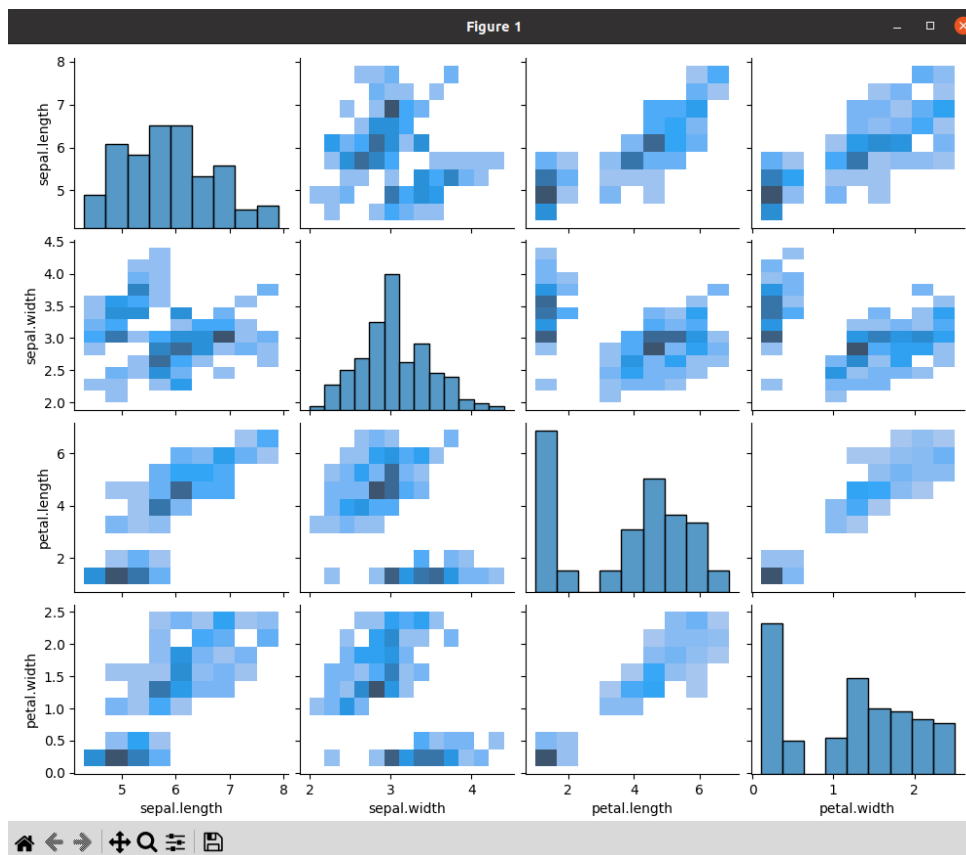 Figure 1
8
7
6
5
sepal.length
4.5
4.0
3.5
3.0
2.5
2.0
sepal.width
6
4
2
petal.length
2.5
2.0
1.5
1.0
0.5
0.0
petal.width
5 6 7 8
2 3 4
2 4 6
0 1 2
sepal.length sepal.width petal.length petal.width